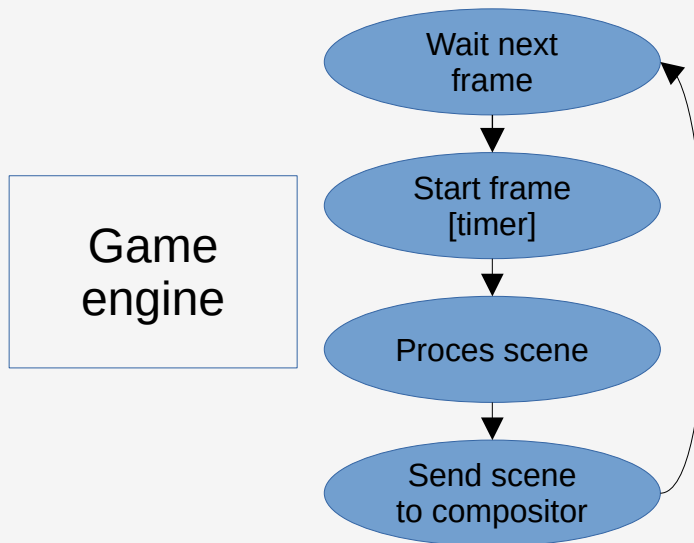 Wait next
frame
Start frame
[timer]
Game
engine
Proces scene
Send scene
to compositor